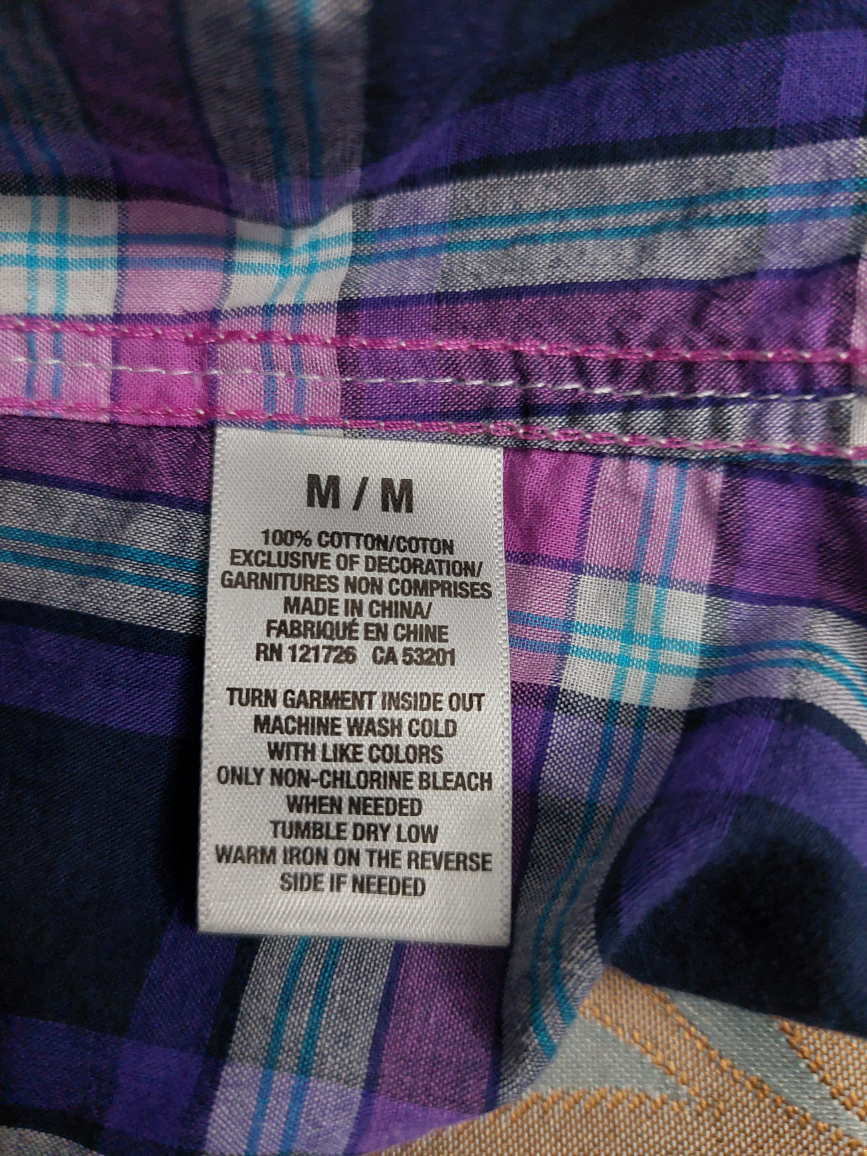 M / M
100% COTTON/COTON
EXCLUSIVE OF DECORATION/
GARNITURES NON COMPRISES
MADE IN CHINA/
FABRIQUÉ EN CHINE
RN 121726 CA 53201
TURN GARMENT INSIDE OUT
MACHINE WASH COLD
WITH LIKE COLORS
ONLY NON-CHLORINE BLEACH
WHEN NEEDED
TUMBLE DRY LOW
WARM IRON ON THE REVERSE
SIDE IF NEEDED